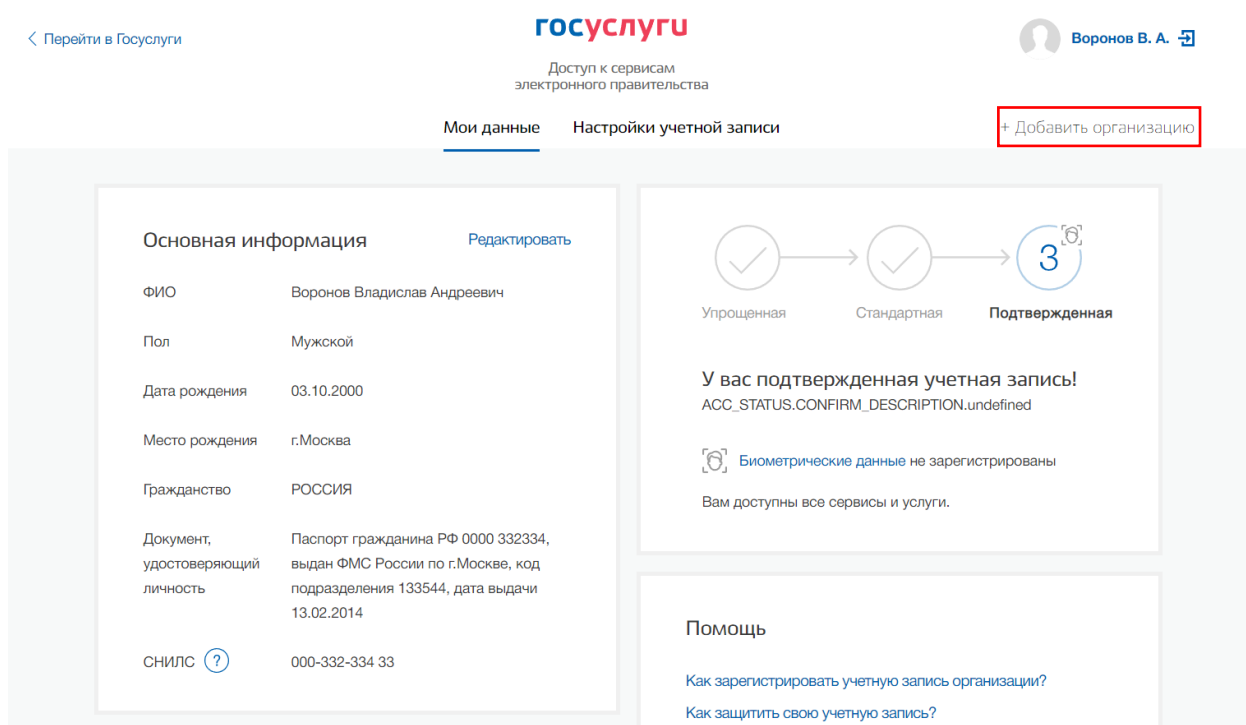 Перейти в Госуслуги
госуслуги
Воронов В. А.
Доступ к сервисам
электронного правительства
Мои данные
Настройки учетной записи
+ Добавить организацию
Основная информация
Редактировать
ФИО
Воронов Владислав Андреевич
Пол
Мужской
Дата рождения
03.10.2000
Место рождения
г.Москва
Гражданство
РОССИЯ
Документ,
удостоверяющий
личность
Паспорт гражданина РФ 0000 332334,
выдан ФМС России по г.Москве, код
подразделения 133544, дата выдачи
13.02.2014
СНИЛС ?
000-332-334 33
3
Упрощенная
Стандартная
Подтвержденная
У вас подтвержденная учетная запись!
ACC_STATUS.CONFIRM_DESCRIPTION.undefined
Биометрические данные не зарегистрированы
Вам доступны все сервисы и услуги.
Помощь
Как зарегистрировать учетную запись организации?
Как защитить свою учетную запись?